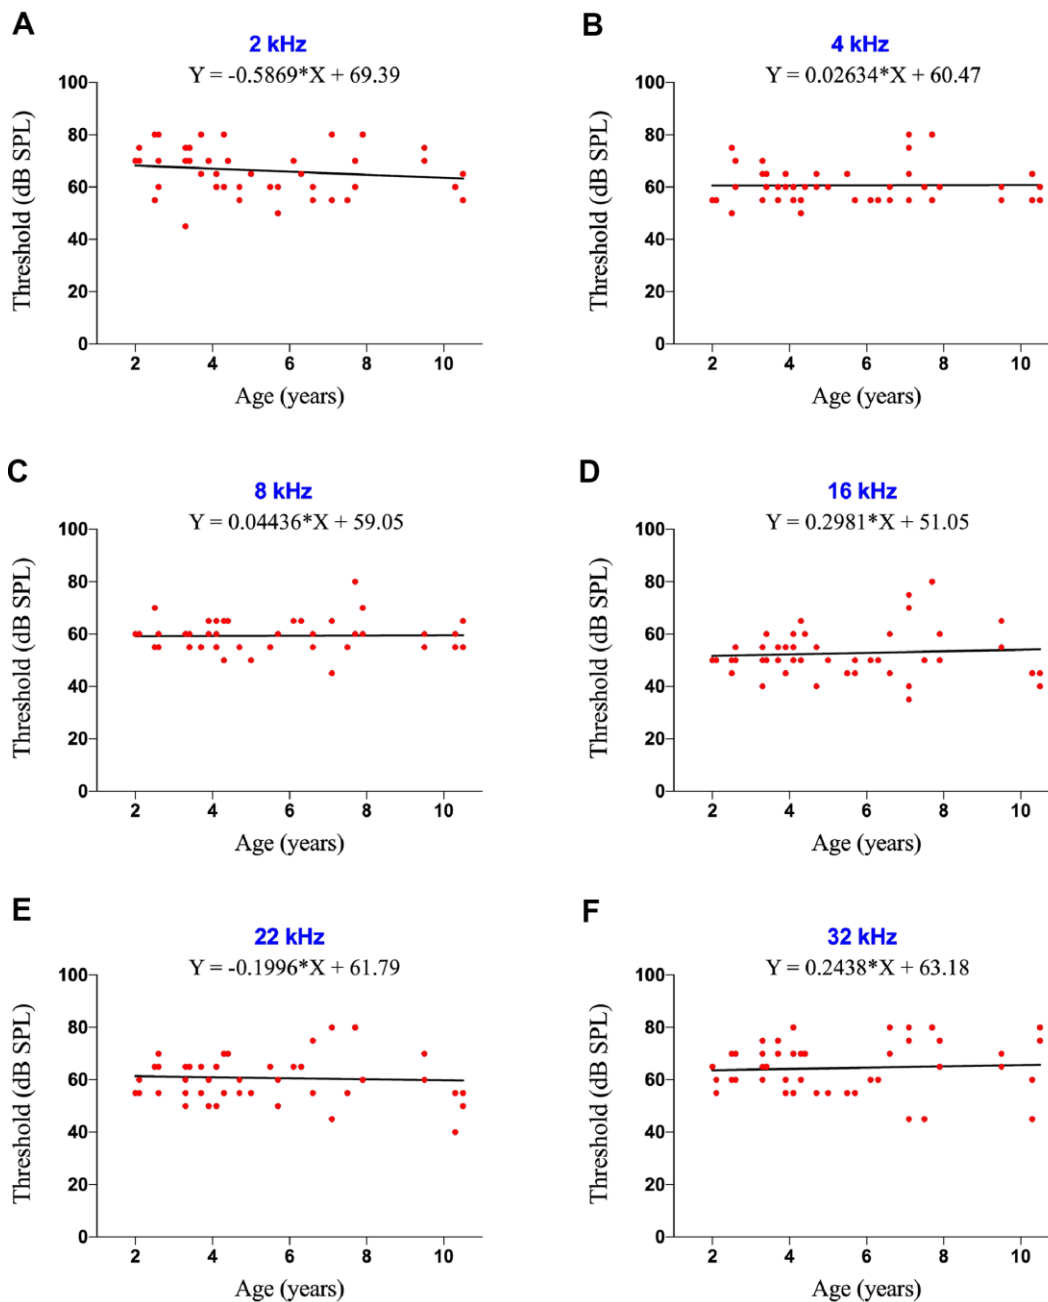 A
2 kHz
Y = -0.5869*X + 69.39
Threshold (dB SPL)
100
80
60
40
20
0
2 4 6 8 10
Age (years)
B
4 kHz
Y = 0.02634*X + 60.47
Threshold (dB SPL)
100
80
60
40
20
0
2 4 6 8 10
Age (years)
C
8 kHz
Y = 0.04436*X + 59.05
Threshold (dB SPL)
100
80
60
40
20
0
2 4 6 8 10
Age (years)
D
16 kHz
Y = 0.2981*X + 51.05
Threshold (dB SPL)
100
80
60
40
20
0
2 4 6 8 10
Age (years)
E
22 kHz
Y = -0.1996*X + 61.79
Threshold (dB SPL)
100
80
60
40
20
0
2 4 6 8 10
Age (years)
F
32 kHz
Y = 0.2438*X + 63.18
Threshold (dB SPL)
100
80
60
40
20
0
2 4 6 8 10
Age (years)